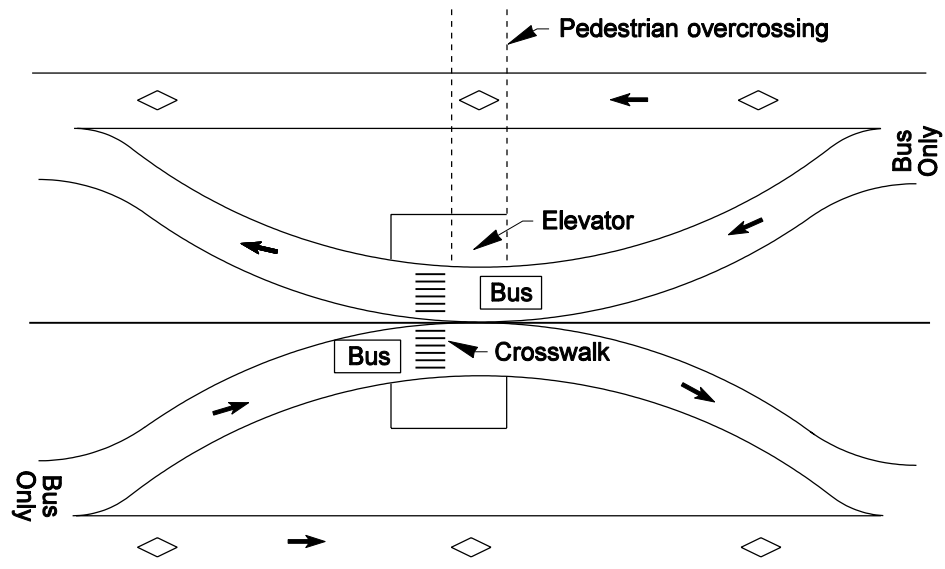 Pedestrian overcrossing
Bus
Only
Elevator
Bus
Bus
Crosswalk
Bus
Only